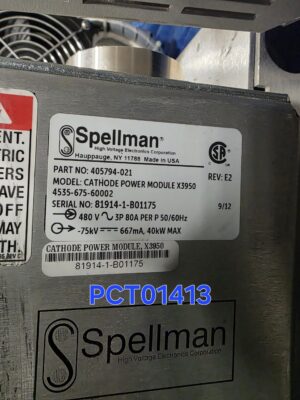 Spellman®
High Voltage Electronics Corporation
Hauppauge, NY 11788 Made in USA
PART NO: 405794-021
MODEL: CATHODE POWER MODULE X3950
REV: E2
4535-675-60002
SERIAL NO: 81914-1-B01175
9/12
480 V 3P 80A PER P 50/60Hz
-75kV 667mA, 40kW MAX
CATHODE POWER MODULE, X3950
81914-1-B01175
ENT.
TRIC
ERS
AVE
OFF
MAY
ATH.
PCT01413
Spellman
High Voltage Electronics Corporation